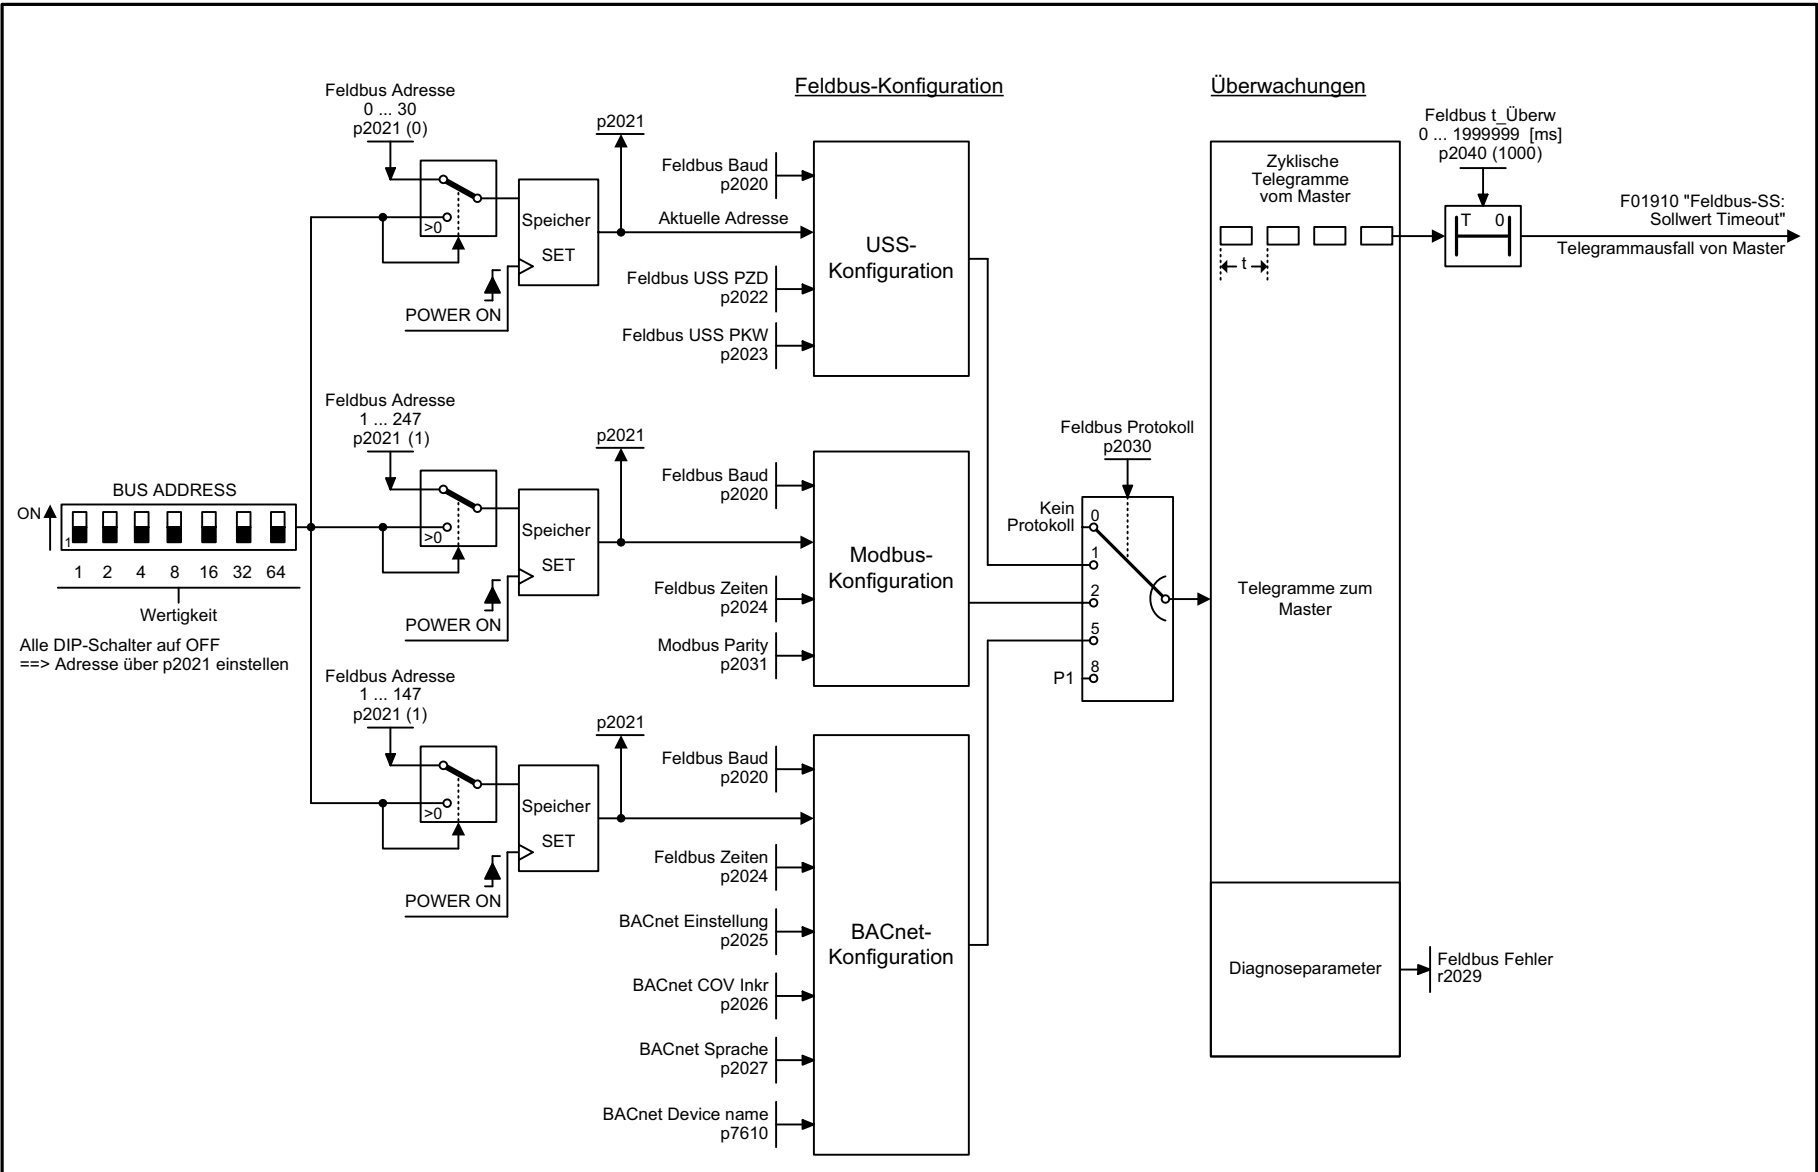 Feldbus-Konfiguration
Überwachungen
Feldbus Adresse
0 ... 30
p2021 (0)
>0
Speicher
SET
POWER ON
p2021
Feldbus Baud
p2020
Aktuelle Adresse
Feldbus USS PZD
p2022
Feldbus USS PKW
p2023
USS-
Konfiguration
Feldbus Adresse
1 ... 247
p2021 (1)
>0
Speicher
SET
POWER ON
p2021
Feldbus Baud
p2020
Feldbus Zeiten
p2024
Modbus Parity
p2031
Modbus-
Konfiguration
BUS ADDRESS
ON
1
1 2 4 8 16 32 64
Wertigkeit
Alle DIP-Schalter auf OFF
==> Adresse über p2021 einstellen
Feldbus Adresse
1 ... 147
p2021 (1)
>0
Speicher
SET
POWER ON
p2021
Feldbus Baud
p2020
Feldbus Zeiten
p2024
BACnet Einstellung
p2025
BACnet COV Inkr
p2026
BACnet Sprache
p2027
BACnet Device name
p7610
BACnet-
Konfiguration
Feldbus Protokoll
p2030
Kein
Protokoll
0
1
2
5
8
P1
Zyklische
Telegramme
vom Master
t
Telegramme zum
Master
Diagnoseparameter
Feldbus t_Überw
0 ... 1999999 [ms]
p2040 (1000)
T 0
F01910 "Feldbus-SS:
Sollwert Timeout"
Telegrammausfall von Master
Feldbus Fehler
r2029